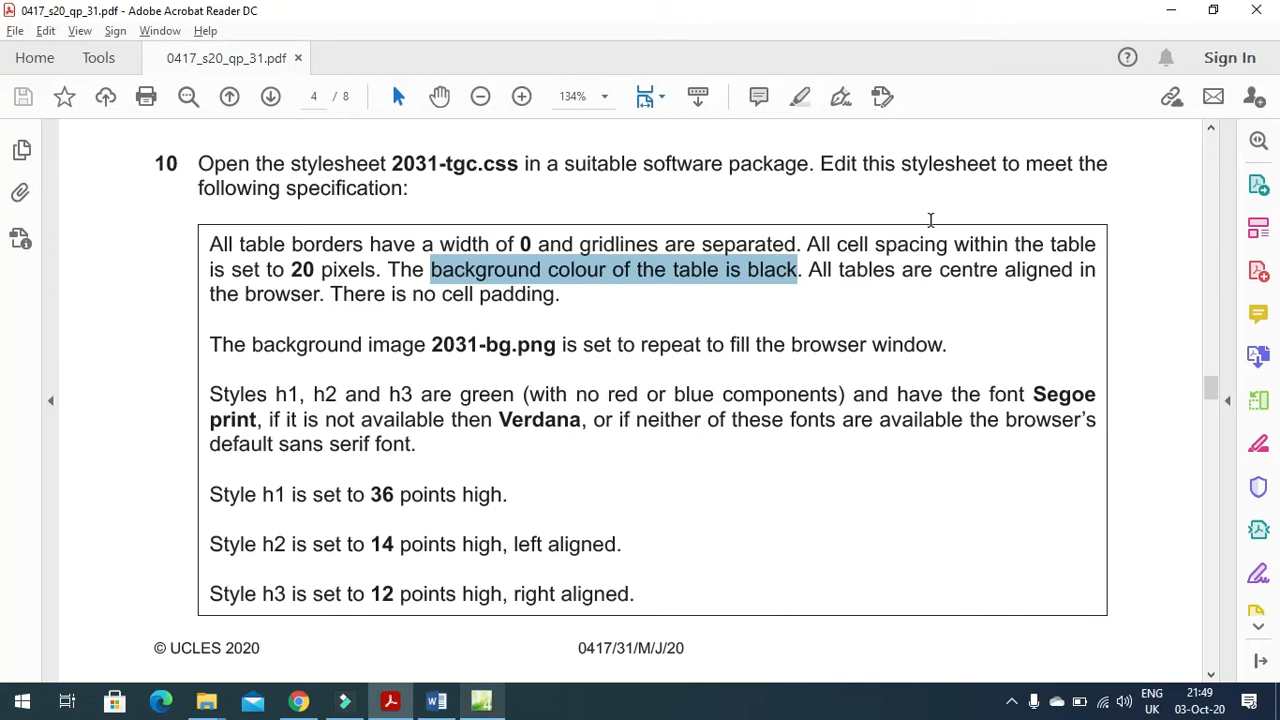 0417_s20_qp_31.pdf - Adobe Acrobat Reader DC
File Edit View Sign Window Help
Home Tools 0417_s20_qp_31.pdf × Sign In
4 / 8 134%
10 Open the stylesheet 2031-tgc.css in a suitable software package. Edit this stylesheet to meet the
following specification:
All table borders have a width of 0 and gridlines are separated. All cell spacing within the table
is set to 20 pixels. The background colour of the table is black. All tables are centre aligned in
the browser. There is no cell padding.
The background image 2031-bg.png is set to repeat to fill the browser window.
Styles h1, h2 and h3 are green (with no red or blue components) and have the font Segoe
print, if it is not available then Verdana, or if neither of these fonts are available the browser's
default sans serif font.
Style h1 is set to 36 points high.
Style h2 is set to 14 points high, left aligned.
Style h3 is set to 12 points high, right aligned.
© UCLES 2020 0417/31/M/J/20
ENG 21:49
UK 03-Oct-20